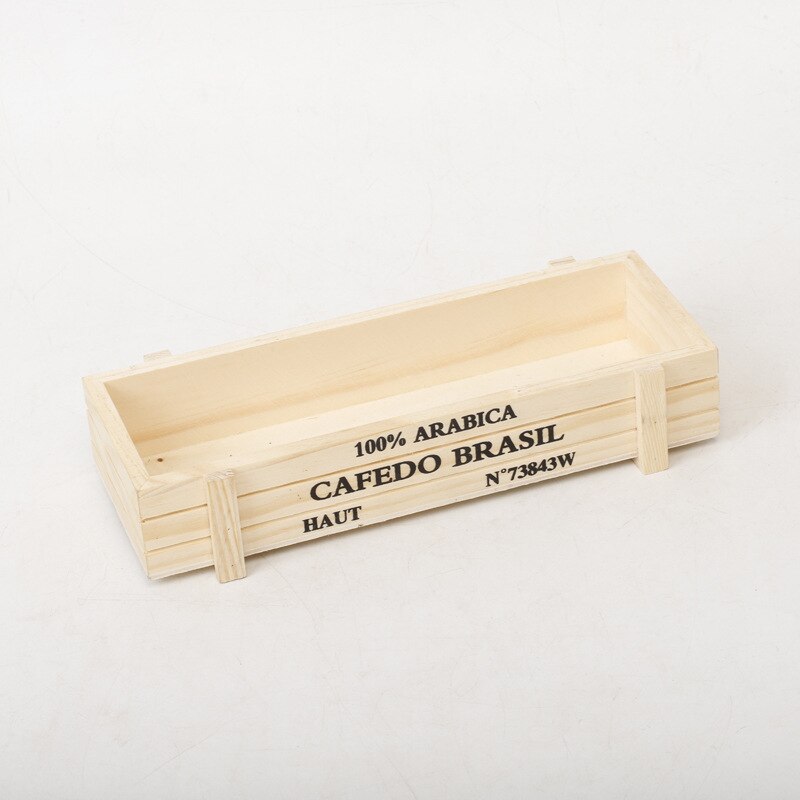 100% ARABICA
CAFEDO BRASIL
HAUT N°73843W